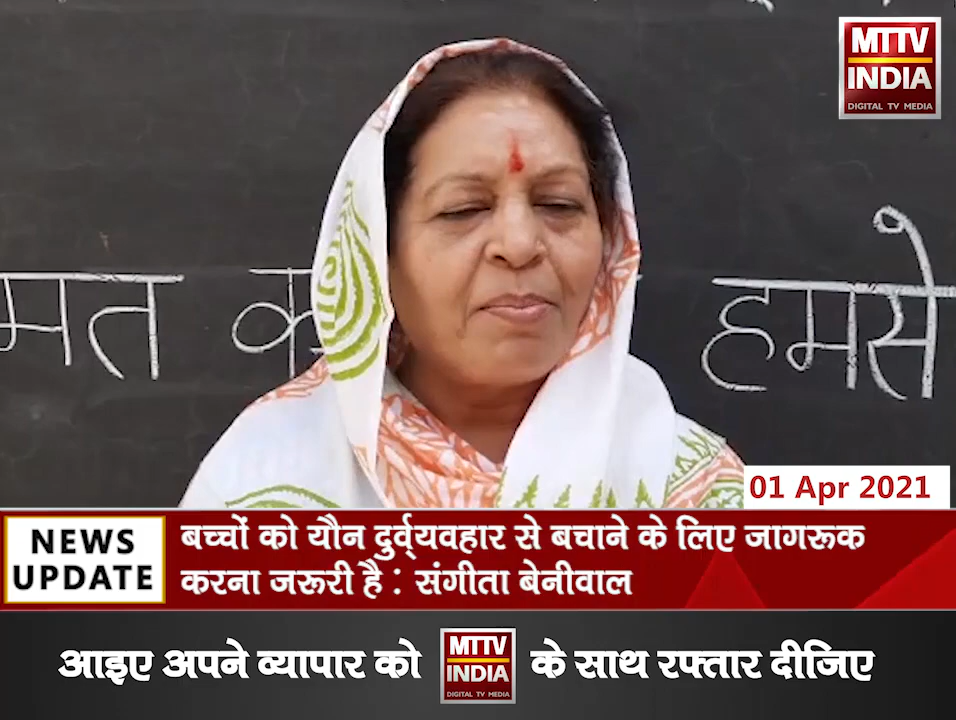 MTTV
INDIA
DIGITAL TV MEDIA
मत क हमसे
01 Apr 2021
NEWS
UPDATE
बच्चों को यौन दुर्व्यवहार से बचाने के लिए जागरूक
करना जरूरी है : संगीता बेनीवाल
आइए अपने व्यापार को MTTV INDIA DIGITAL TV MEDIA के साथ रफ्तार दीजिए